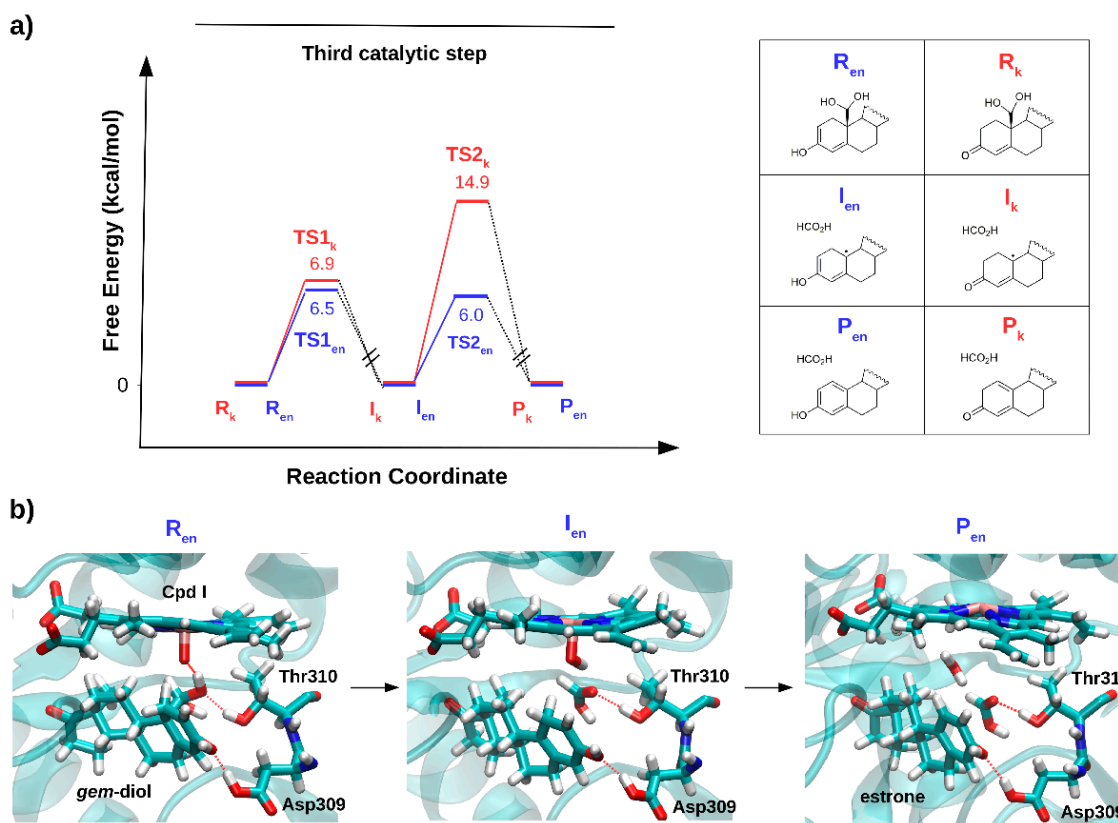 a)
Third catalytic step
Free Energy (kcal/mol)
0
TS1k
6.9
6.5
TS1en
TS2k
14.9
6.0
TS2en
Rk Ren Ik Ien Pk Pen
Reaction Coordinate
Ren Rk
HO OH HO OH
HO O
Ien Ik
HCO2H HCO2H
HO O
Pen Pk
HCO2H HCO2H
HO O
b)
Ren Ien Pen
Cpd I
Thr310 Thr310 Thr31
gem-diol estrone
Asp309 Asp309 Asp309